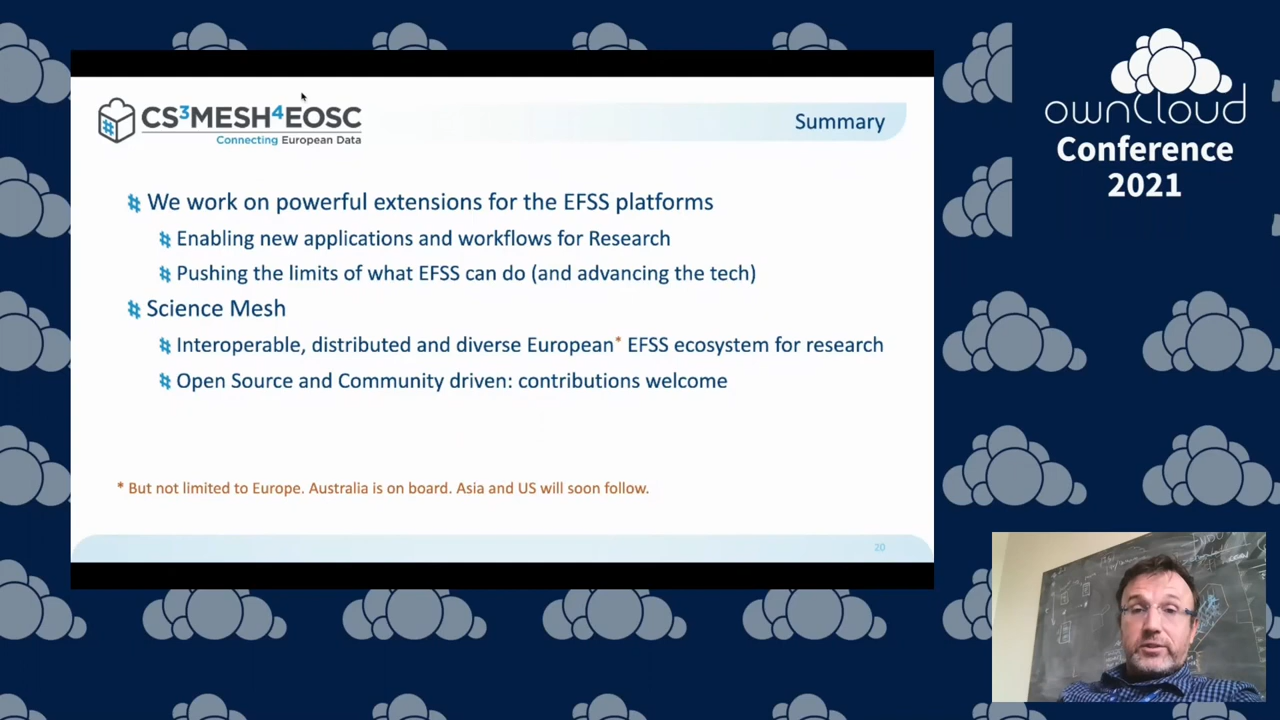 CS³MESH⁴EOSC
Connecting European Data
Summary
We work on powerful extensions for the EFSS platforms
Enabling new applications and workflows for Research
Pushing the limits of what EFSS can do (and advancing the tech)
Science Mesh
Interoperable, distributed and diverse European* EFSS ecosystem for research
Open Source and Community driven: contributions welcome
* But not limited to Europe. Australia is on board. Asia and US will soon follow.
20
ownCloud
Conference
2021